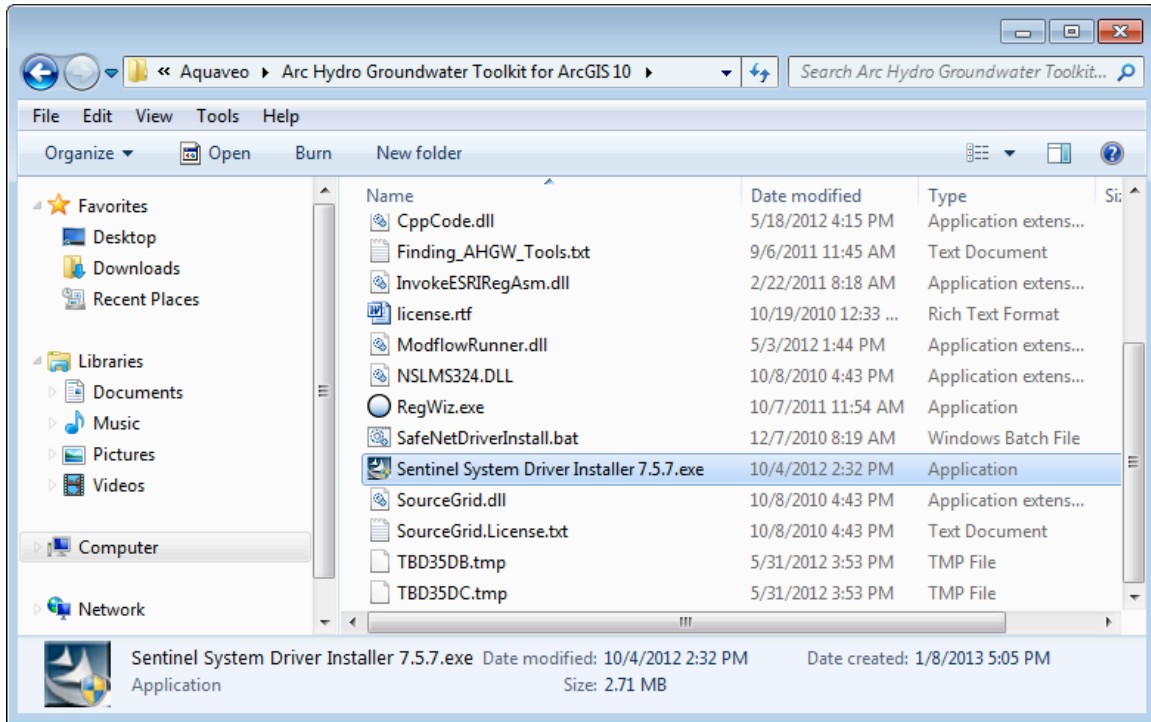 « Aquaveo ▸ Arc Hydro Groundwater Toolkit for ArcGIS 10 ▸ Search Arc Hydro Groundwater Toolkit...
File Edit View Tools Help
Organize Open Burn New folder
Name Date modified Type Siz
Favorites
Desktop
Downloads
Recent Places
Libraries
Documents
Music
Pictures
Videos
Computer
Network
CppCode.dll 5/18/2012 4:15 PM Application extens...
Finding_AHGW_Tools.txt 9/6/2011 11:45 AM Text Document
InvokeESRIRegAsm.dll 2/22/2011 8:18 AM Application extens...
license.rtf 10/19/2010 12:33 ... Rich Text Format
ModflowRunner.dll 5/3/2012 1:44 PM Application extens...
NSLMS324.DLL 10/8/2010 4:43 PM Application extens...
RegWiz.exe 10/7/2011 11:54 AM Application
SafeNetDriverInstall.bat 12/7/2010 8:19 AM Windows Batch File
Sentinel System Driver Installer 7.5.7.exe 10/4/2012 2:32 PM Application
SourceGrid.dll 10/8/2010 4:43 PM Application extens...
SourceGrid.License.txt 10/8/2010 4:43 PM Text Document
TBD35DB.tmp 5/31/2012 3:53 PM TMP File
TBD35DC.tmp 5/31/2012 3:53 PM TMP File
Sentinel System Driver Installer 7.5.7.exe Date modified: 10/4/2012 2:32 PM Date created: 1/8/2013 5:05 PM
Application Size: 2.71 MB